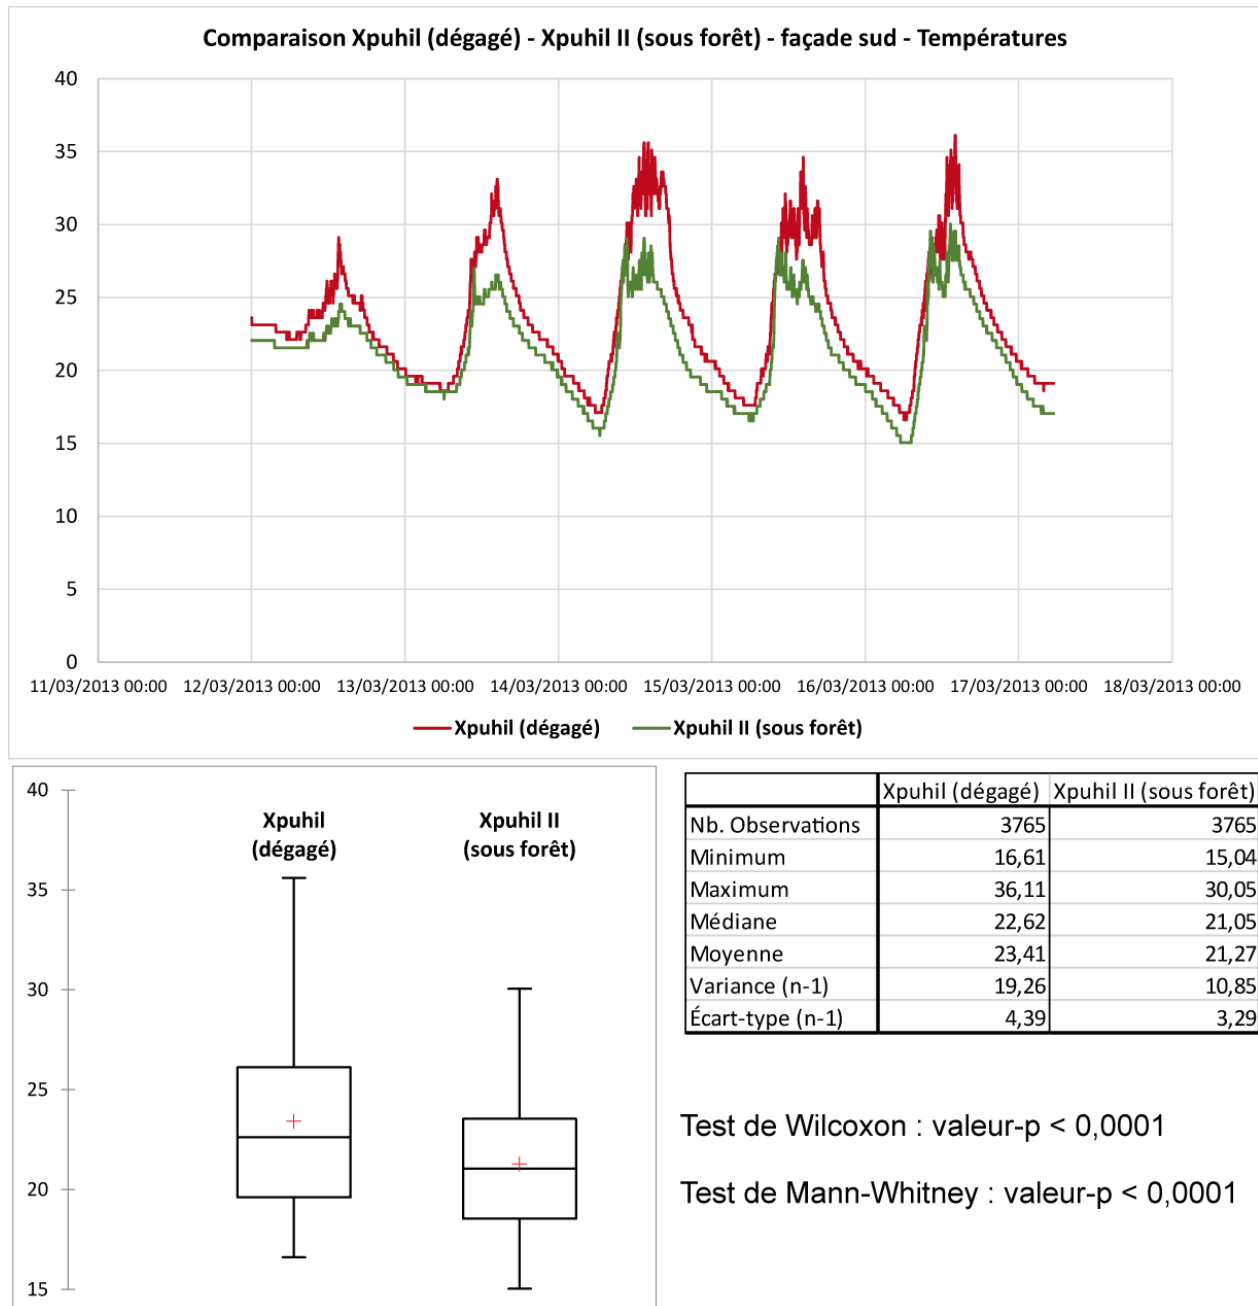 Comparaison Xpuhil (dégagé) - Xpuhil II (sous forêt) - façade sud - Températures
40
35
30
25
20
15
10
5
0
11/03/2013 00:00 12/03/2013 00:00 13/03/2013 00:00 14/03/2013 00:00 15/03/2013 00:00 16/03/2013 00:00 17/03/2013 00:00 18/03/2013 00:00
Xpuhil (dégagé) Xpuhil II (sous forêt)
40
35
30
25
20
15
Xpuhil
(dégagé)
Xpuhil II
(sous forêt)
Xpuhil (dégagé) Xpuhil II (sous forêt)
Nb. Observations 3765 3765
Minimum 16,61 15,04
Maximum 36,11 30,05
Médiane 22,62 21,05
Moyenne 23,41 21,27
Variance (n-1) 19,26 10,85
Écart-type (n-1) 4,39 3,29
Test de Wilcoxon : valeur-p < 0,0001
Test de Mann-Whitney : valeur-p < 0,0001